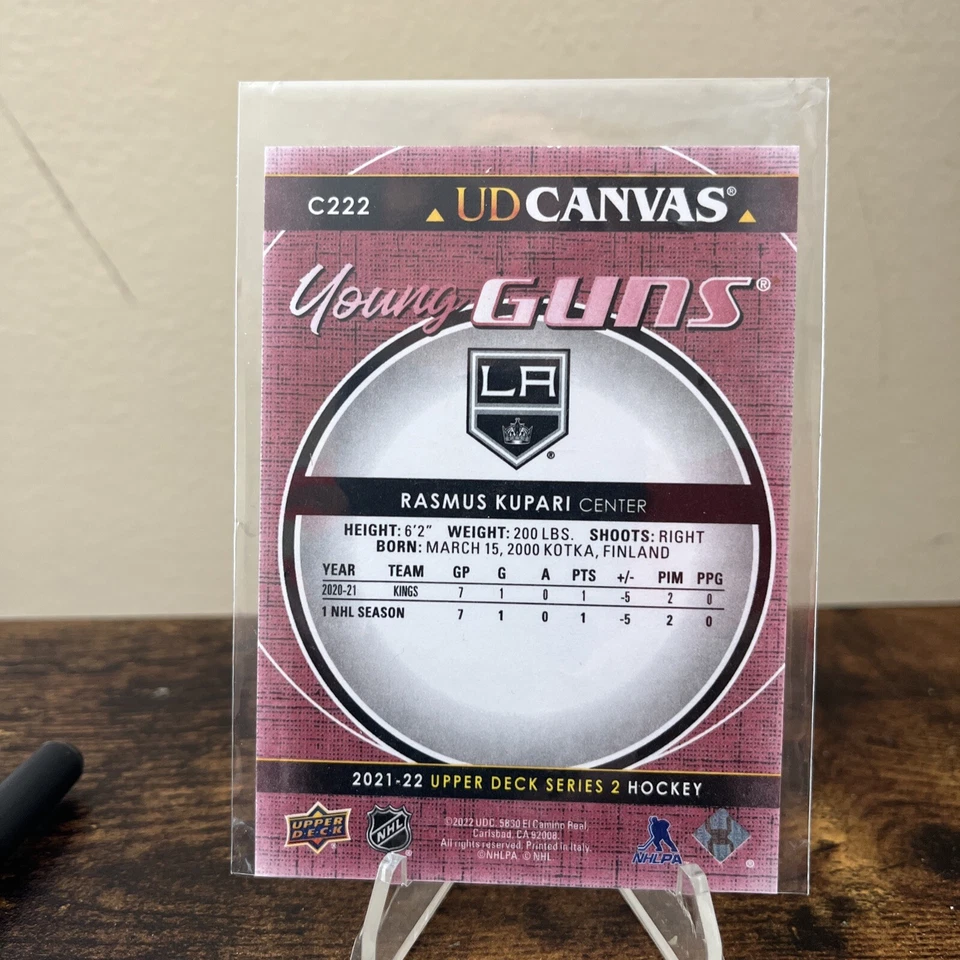 C222 UD CANVAS®
Young GUNS®
LA
®
RASMUS KUPARI CENTER
HEIGHT: 6'2" WEIGHT: 200 LBS. SHOOTS: RIGHT
BORN: MARCH 15, 2000 KOTKA, FINLAND
YEAR TEAM GP G A PTS +/- PIM PPG
2020-21 KINGS 7 1 0 1 -5 2 0
1 NHL SEASON 7 1 0 1 -5 2 0
2021-22 UPPER DECK SERIES 2 HOCKEY
UPPER DECK
NHL
®
©2022 UDC. 5830 El Camino Real
Carlsbad, CA 92008.
All rights reserved. Printed in Italy.
©NHLPA ©NHL
NHLPA
®